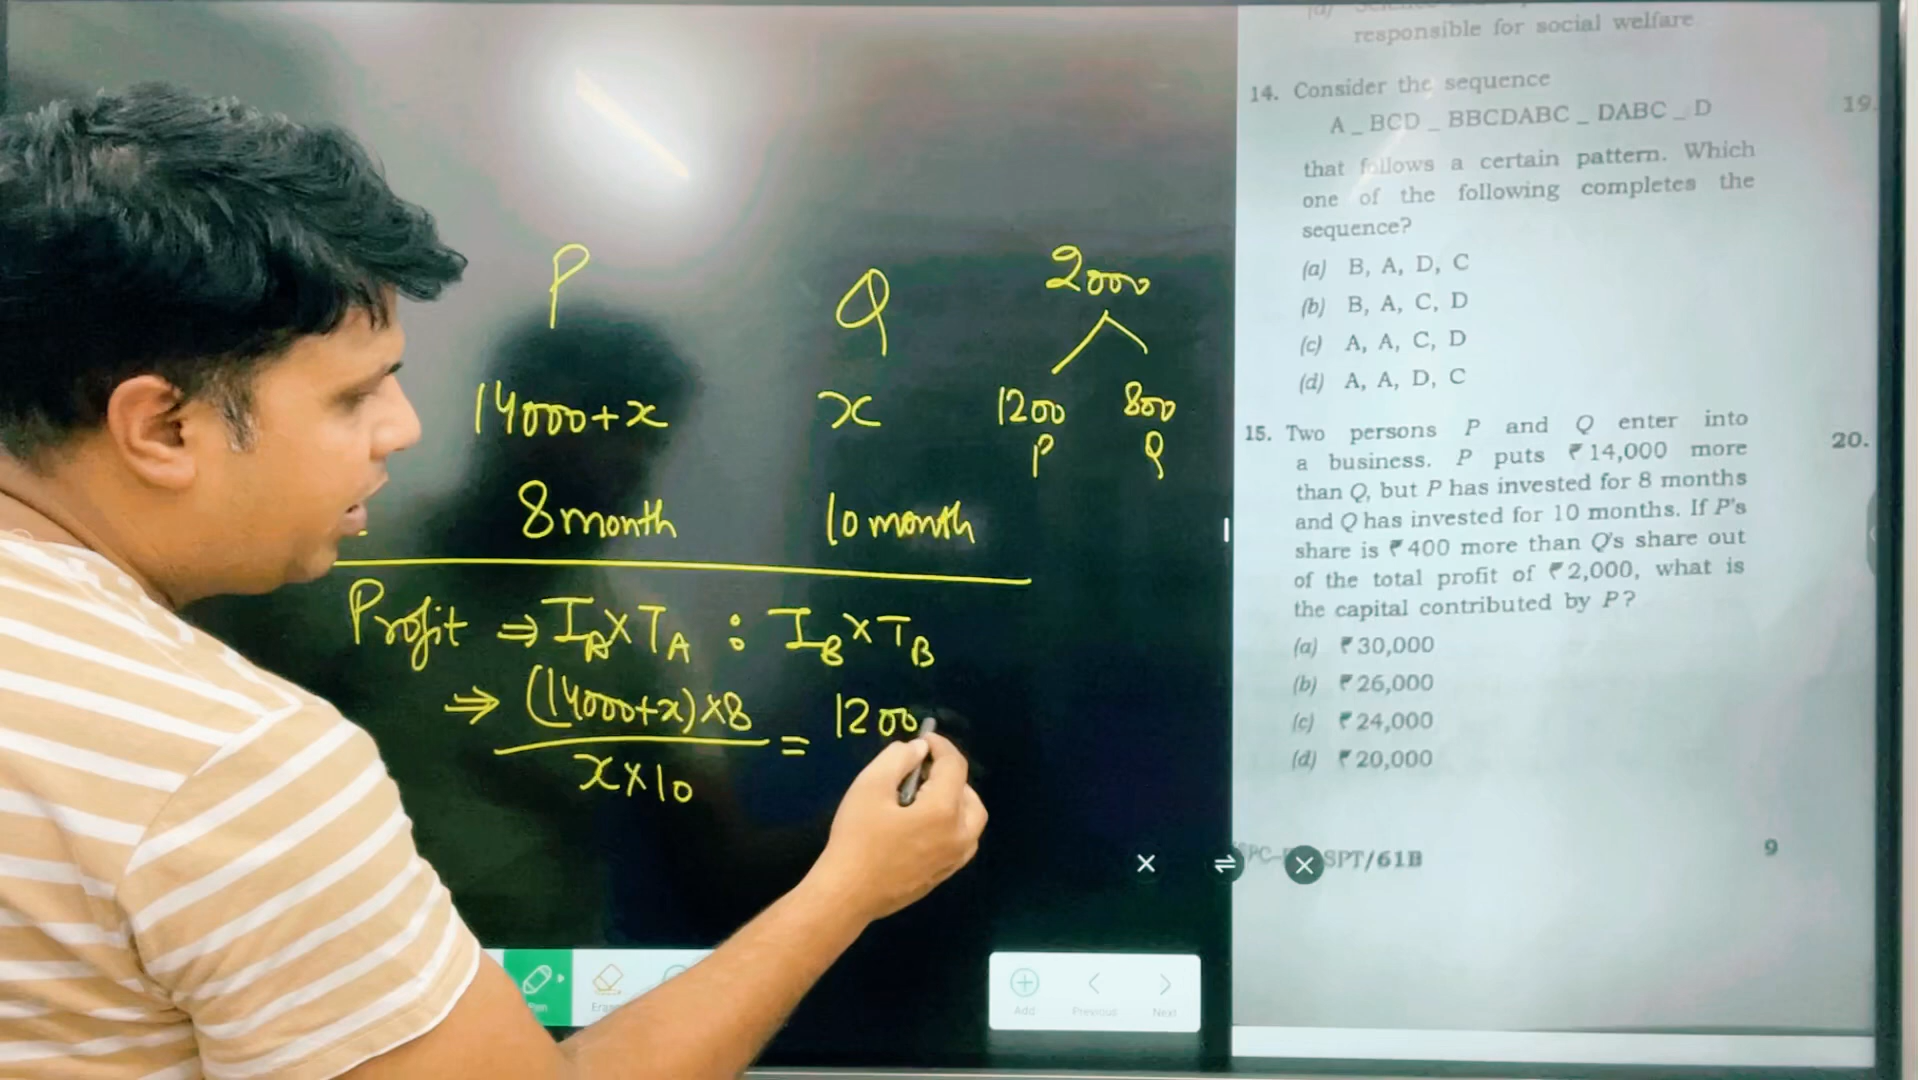 P
Q
2000
14000+x
x
1200
800
P
Q
8 month
10 month
Profit ⇒ I_A×T_A : I_B×T_B
⇒ (14000+x)×8
x×10
= 1200
Pen
Add
Previous
Next
responsible for social welfare
14. Consider the sequence
A _ BCD _ BBCDABC _ DABC _ D
that follows a certain pattern. Which
one of the following completes the
sequence?
(a) B, A, D, C
(b) B, A, C, D
(c) A, A, C, D
(d) A, A, D, C
15. Two persons P and Q enter into
a business. P puts ₹14,000 more
than Q, but P has invested for 8 months
and Q has invested for 10 months. If P's
share is ₹400 more than Q's share out
of the total profit of ₹2,000, what is
the capital contributed by P?
(a) ₹30,000
(b) ₹26,000
(c) ₹24,000
(d) ₹20,000
SPT/61B
9
19.
20.